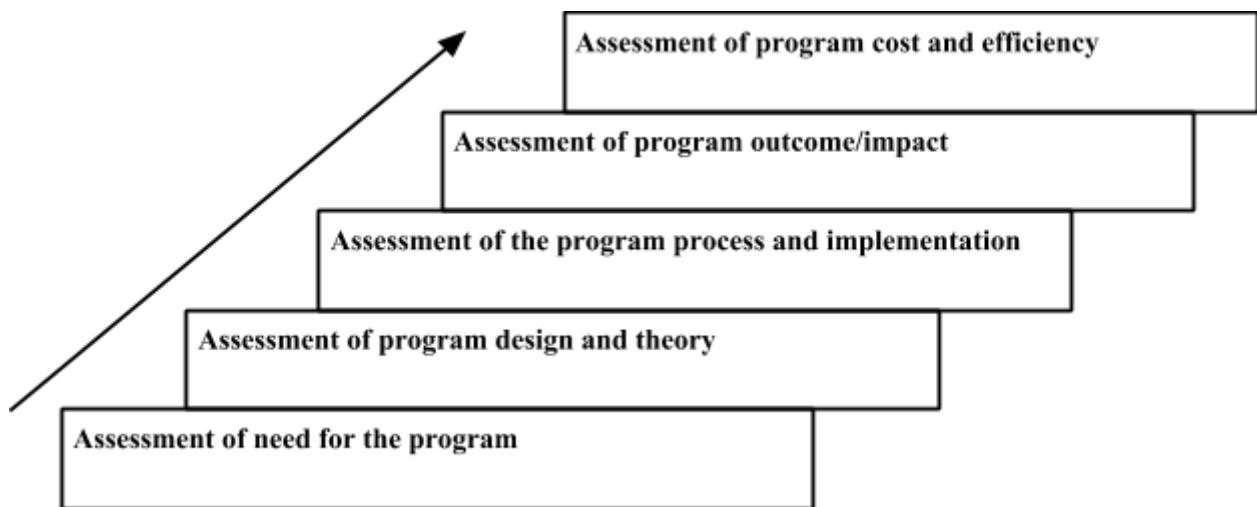 Assessment of program cost and efficiency
Assessment of program outcome/impact
Assessment of the program process and implementation
Assessment of program design and theory
Assessment of need for the program